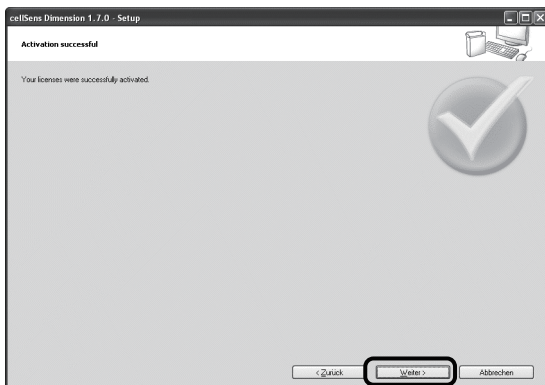 cellSens Dimension 1.7.0 - Setup
Activation successful
Your licenses were successfully activated.
< Zurück
Weiter >
Abbrechen